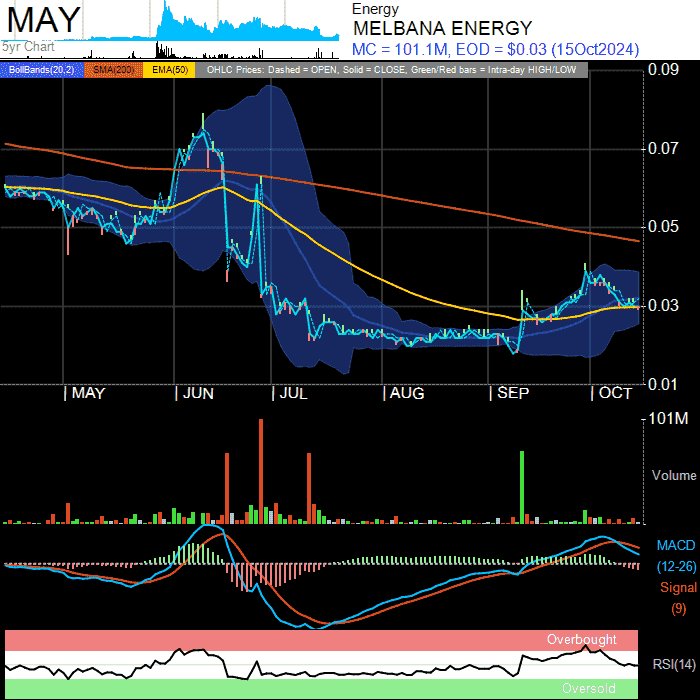 MAY
5yr Chart
Energy
MELBANA ENERGY
MC = 101.1M, EOD = $0.03 (15Oct2024)
BollBands(20,2) SMA(200) EMA(50) OHLC Prices: Dashed = OPEN, Solid = CLOSE, Green/Red bars = Intra-day HIGH/LOW
0.09
0.07
0.05
0.03
0.01
| MAY | JUN | JUL | AUG | SEP | OCT
101M
Volume
MACD
(12-26)
Signal
(9)
Overbought
RSI(14)
Oversold